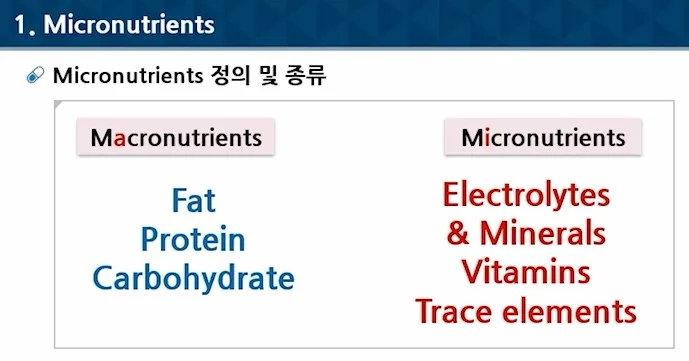 1. Micronutrients
Micronutrients 정의 및 종류
Macronutrients
Fat
Protein
Carbohydrate
Micronutrients
Electrolytes
& Minerals
Vitamins
Trace elements